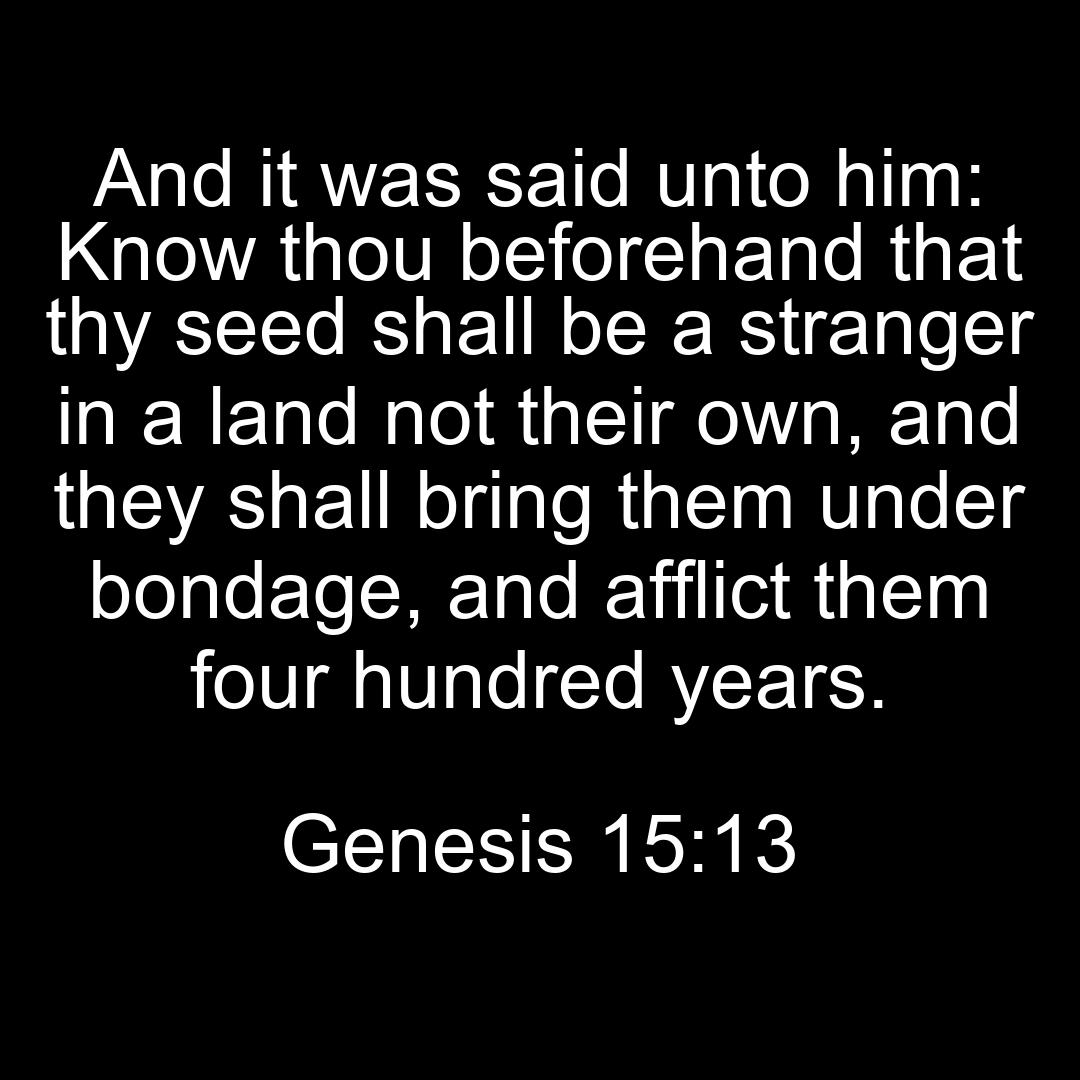 And it was said unto him:
Know thou beforehand that
thy seed shall be a stranger
in a land not their own, and
they shall bring them under
bondage, and afflict them
four hundred years.
Genesis 15:13